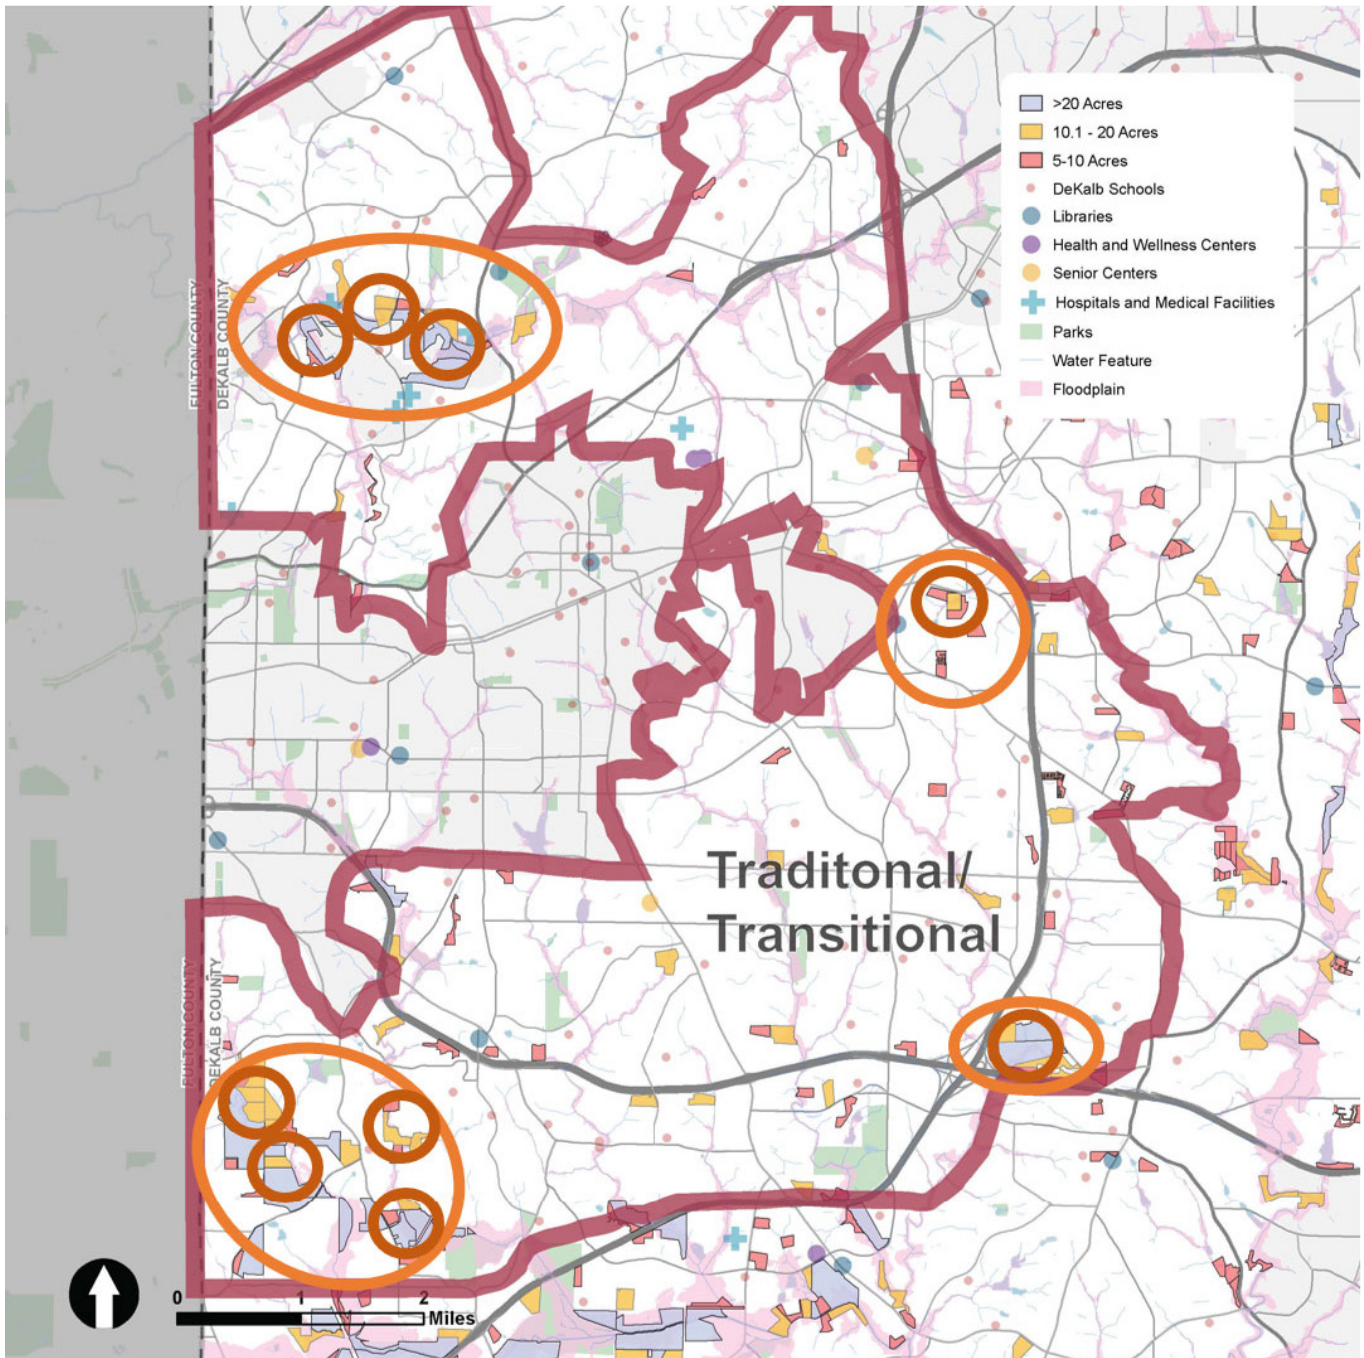 >20 Acres
10.1 - 20 Acres
5-10 Acres
DeKalb Schools
Libraries
Health and Wellness Centers
Senior Centers
Hospitals and Medical Facilities
Parks
Water Feature
Floodplain
FULTON COUNTY
DEKALB COUNTY
Traditonal/
Transitional
FULTON COUNTY
DEKALB COUNTY
0 1 2
Miles